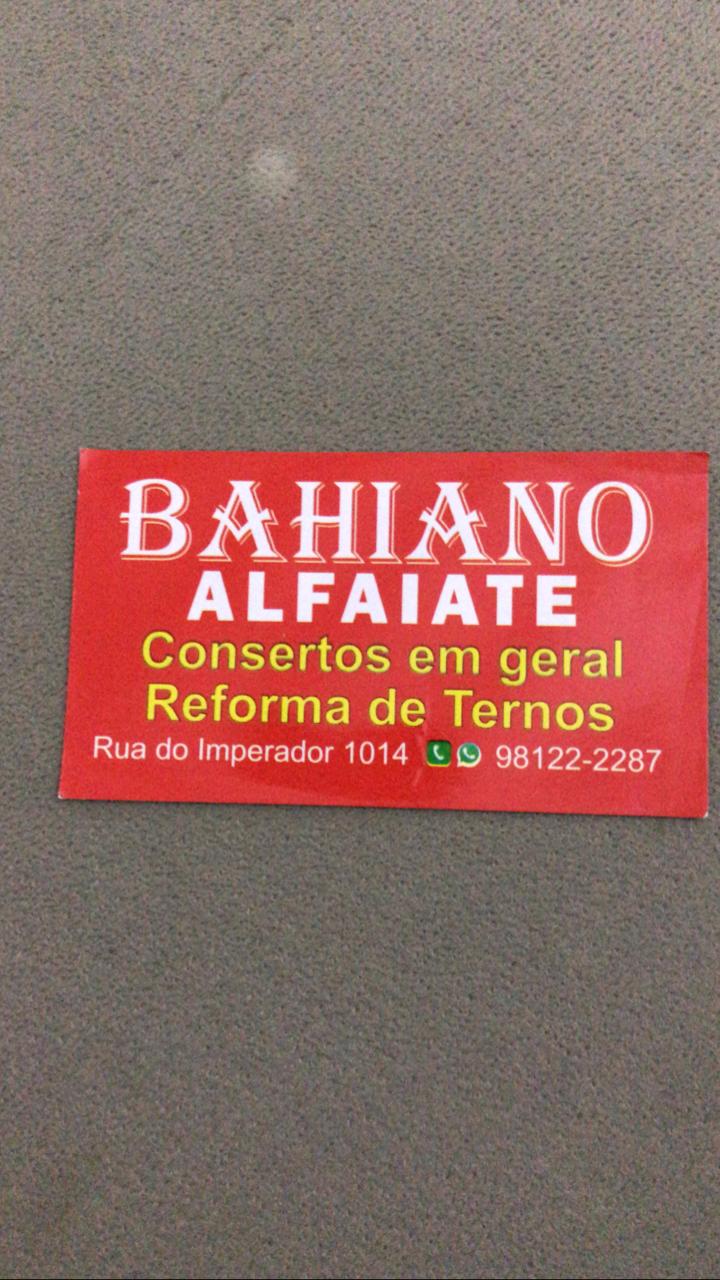 BAHIANO
ALFAIATE
Consertos em geral
Reforma de Ternos
Rua do Imperador 1014 98122-2287